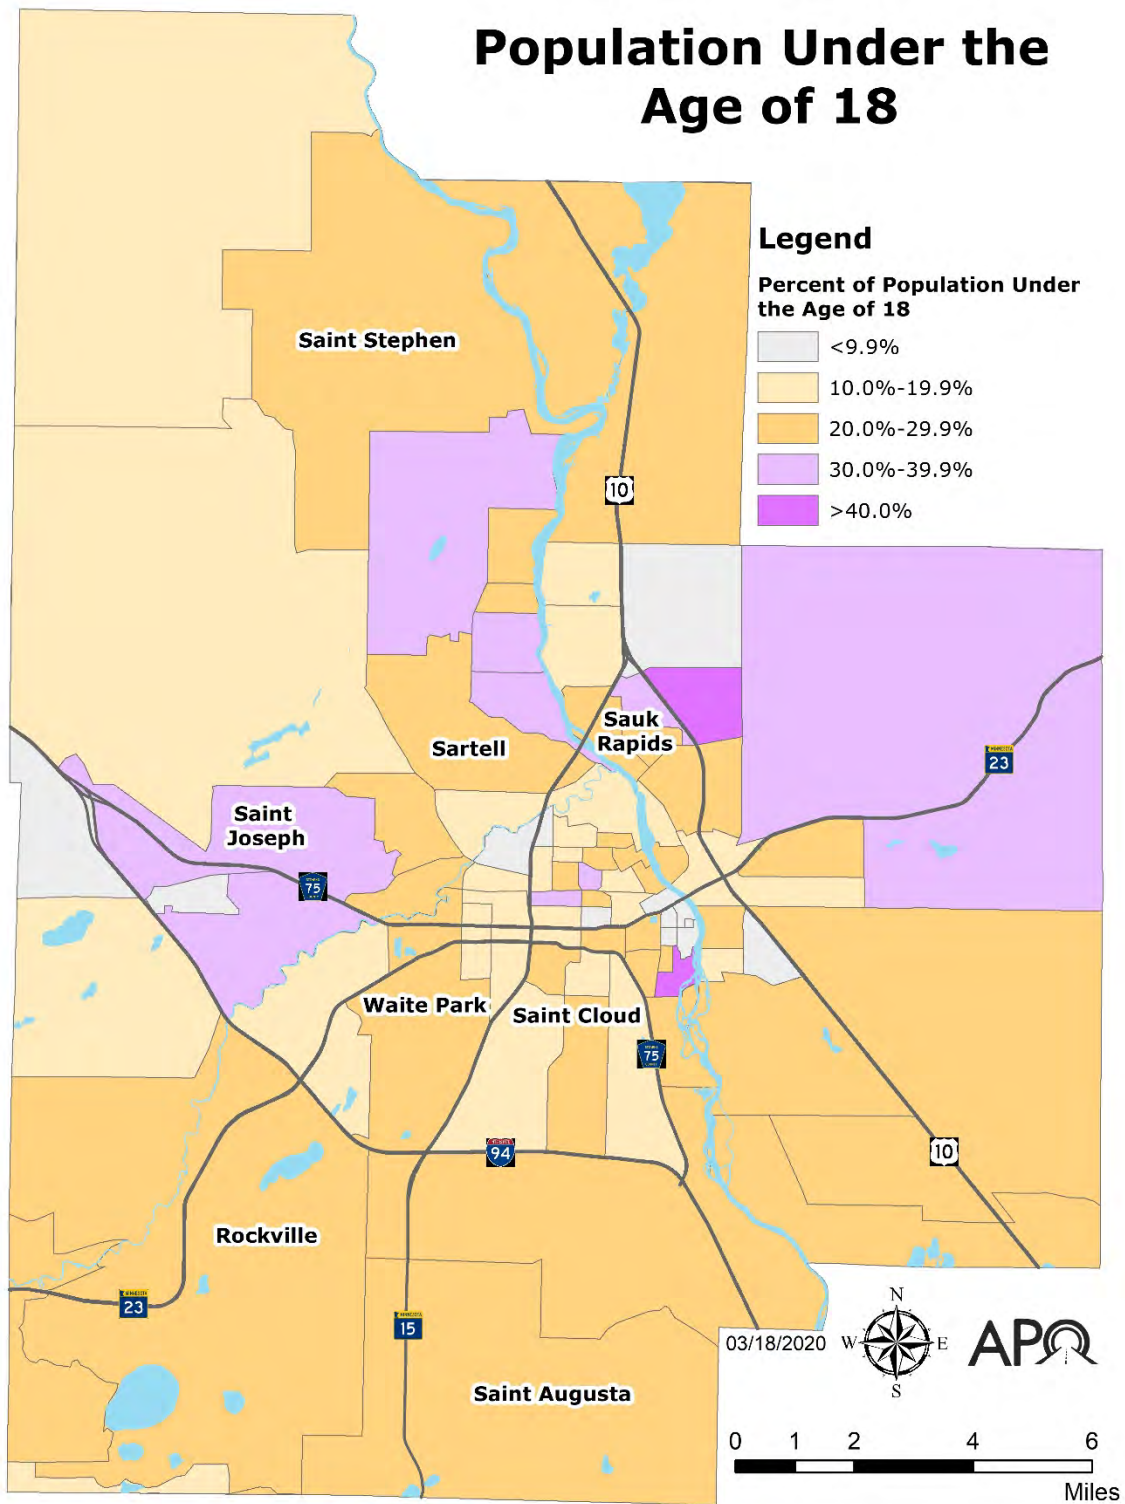 Population Under the
Age of 18
Legend
Percent of Population Under
the Age of 18
<9.9%
10.0%-19.9%
20.0%-29.9%
30.0%-39.9%
>40.0%
Saint Stephen
10
Sauk
Rapids
Sartell
MINNESOTA
23
Saint
Joseph
75
Waite Park
Saint Cloud
75
94
10
Rockville
MINNESOTA
23
MINNESOTA
15
Saint Augusta
03/18/2020
N
W
E
S
APO
0 1 2 4 6
Miles